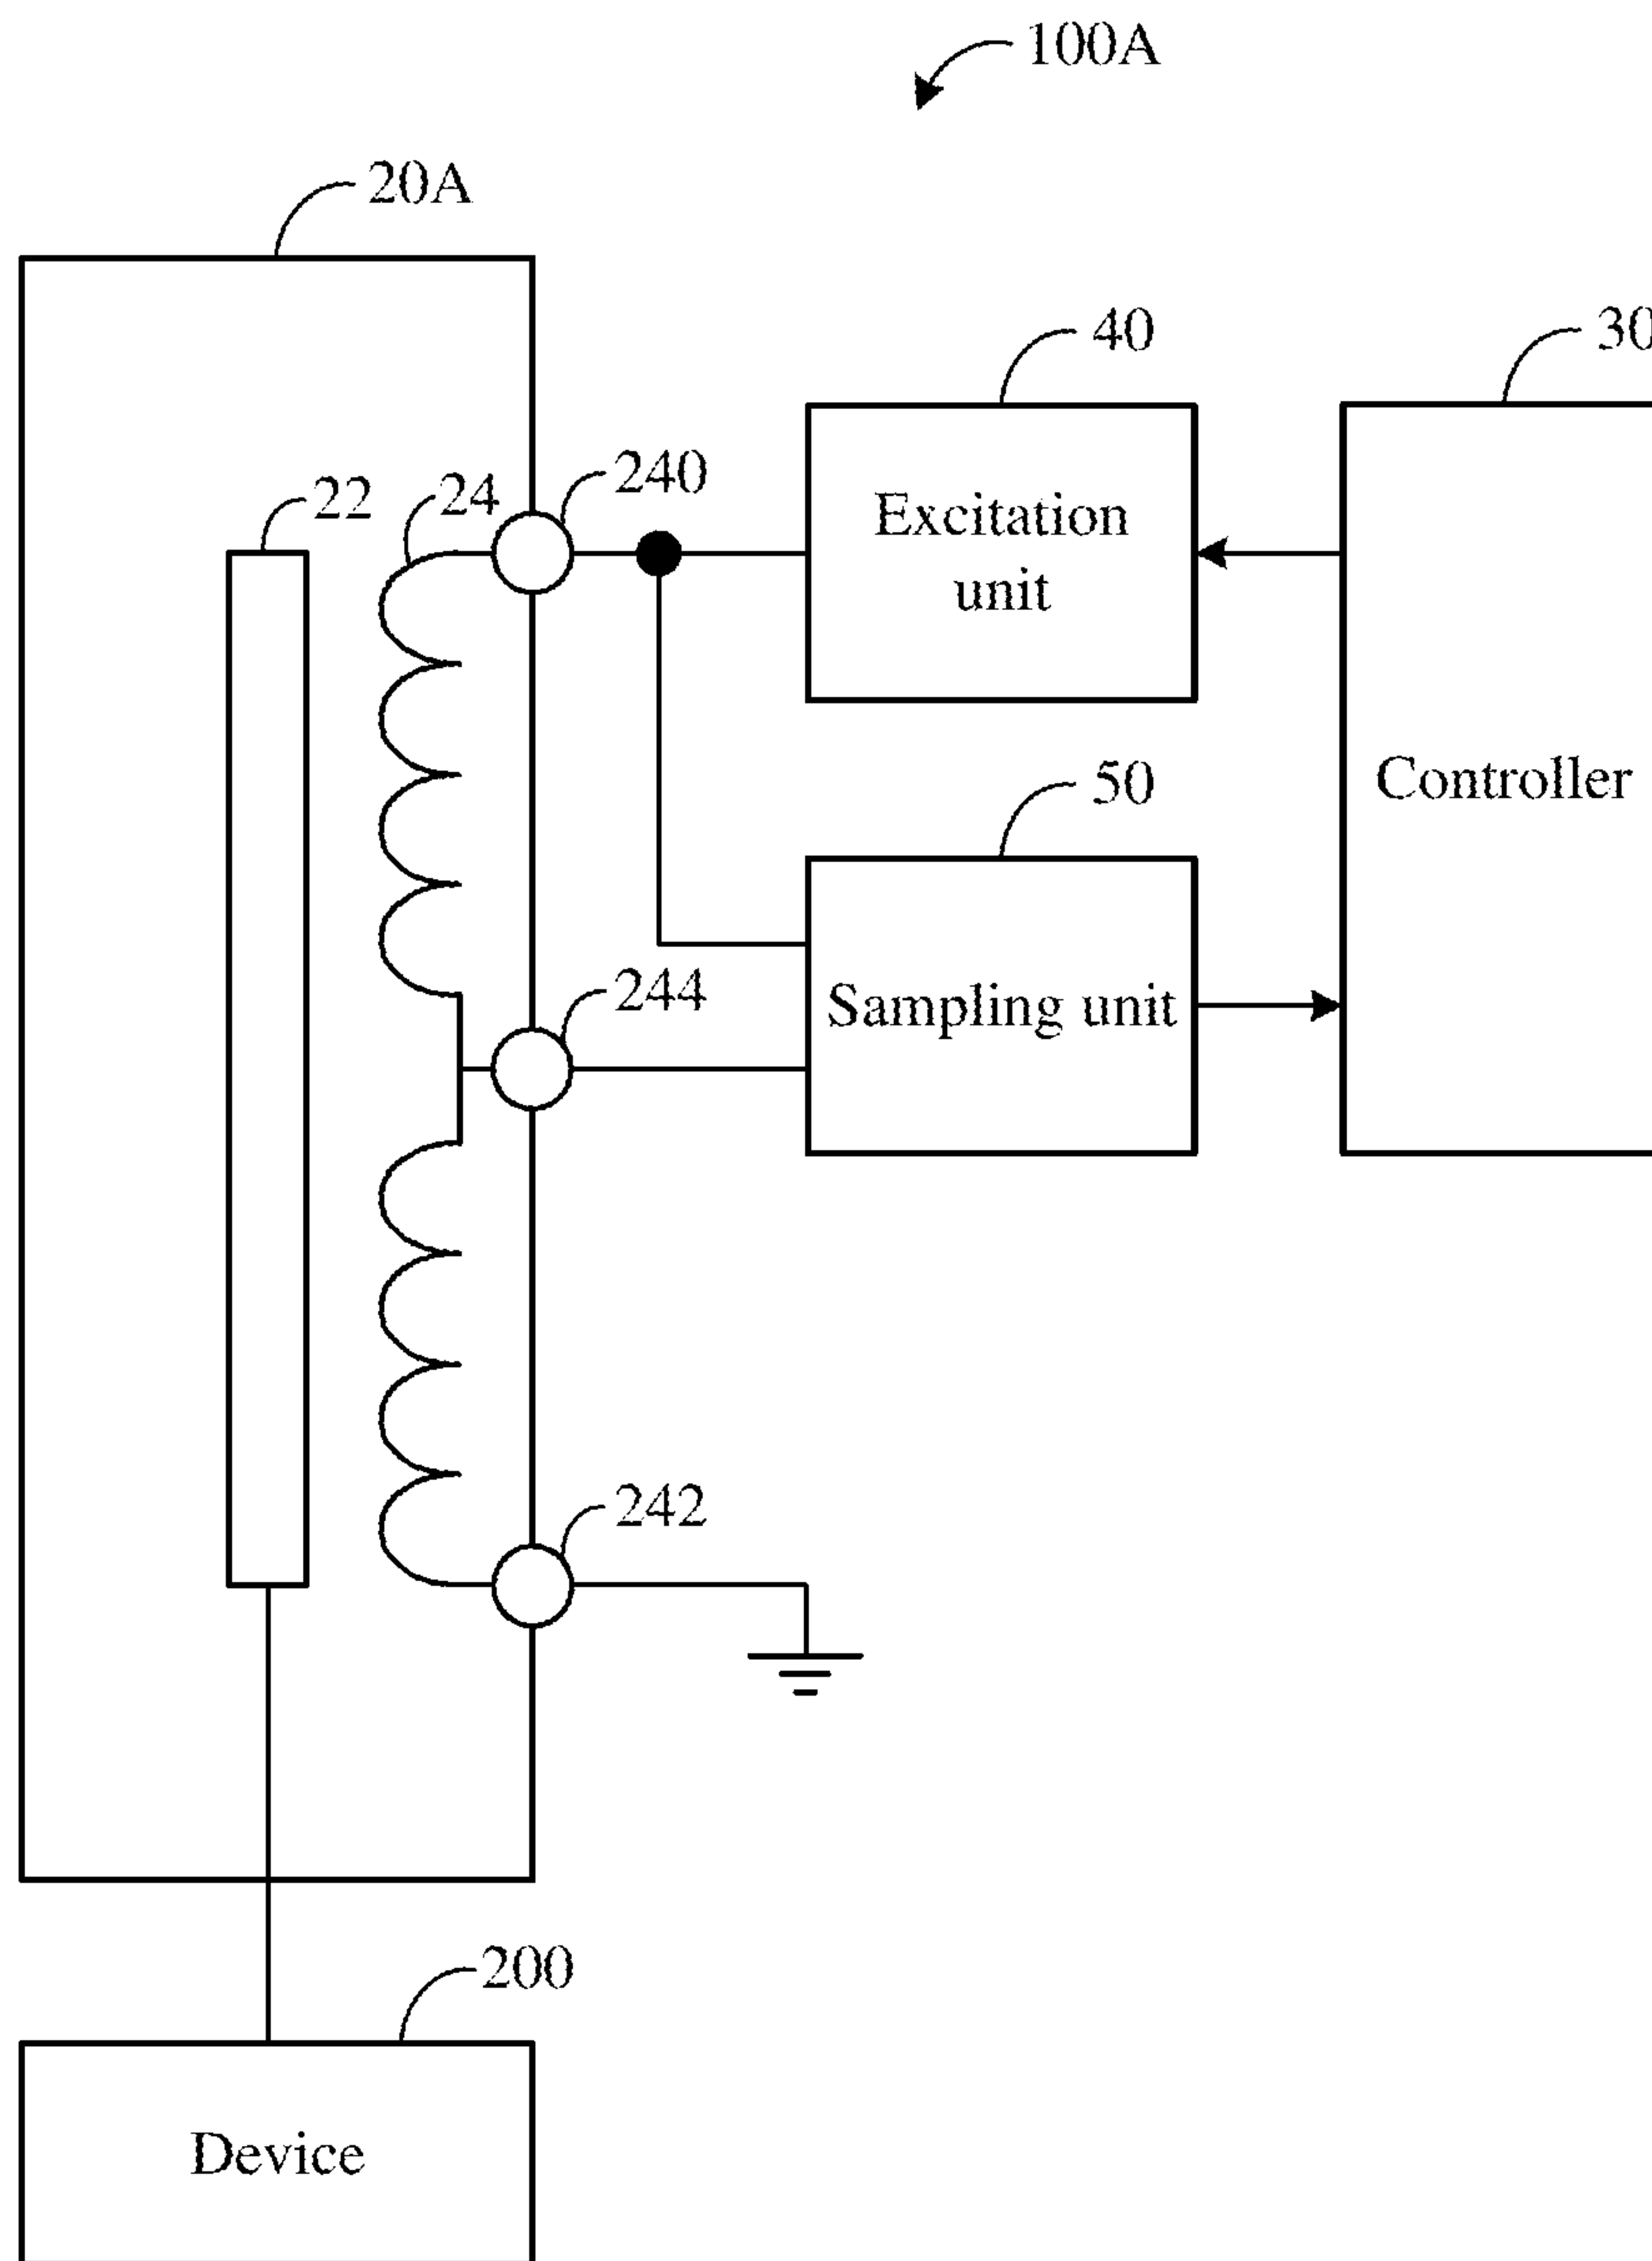 100A
20A
40
30
240
22
24
Excitation
unit
50
Controller
244
Sampling unit
242
200
Device